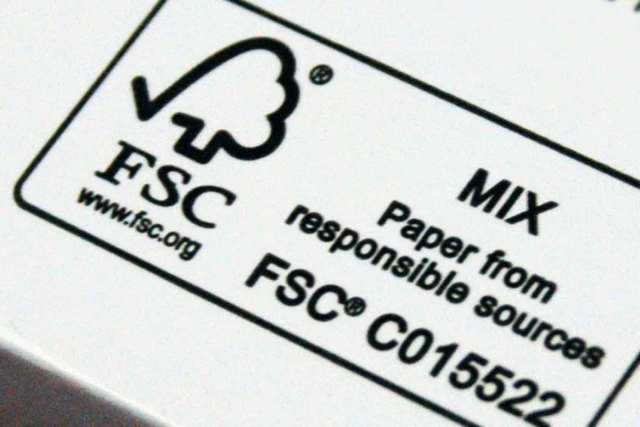 ®
FSC
www.fsc.org
MIX
Paper from
responsible sources
FSC® C015522